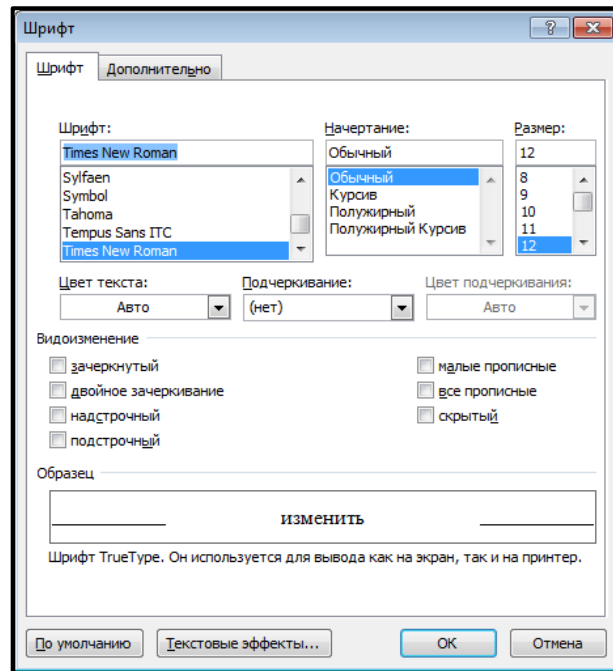 Шрифт
Шрифт Дополнительно
Шрифт: Начертание: Размер:
Times New Roman Обычный 12
Sylfaen Обычный 8
Symbol Курсив 9
Tahoma Полужирный 10
Tempus Sans ITC Полужирный Курсив 11
Times New Roman 12
Цвет текста: Подчеркивание: Цвет подчеркивания:
Авто (нет) Авто
Видоизменение
зачеркнутый малые прописные
двойное зачеркивание все прописные
надстрочный скрытый
подстрочный
Образец
изменить
Шрифт TrueType. Он используется для вывода как на экран, так и на принтер.
По умолчанию Текстовые эффекты... ОК Отмена